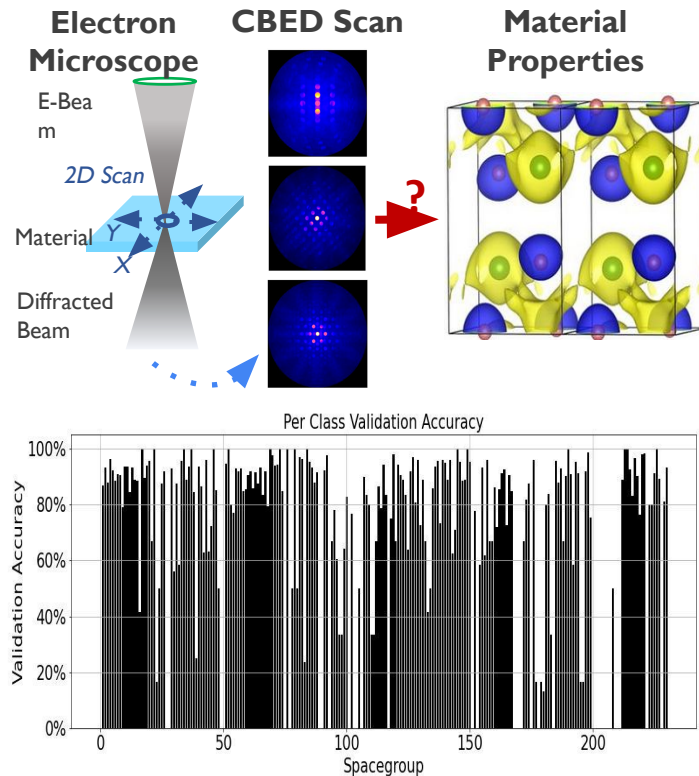 Electron
Microscope
CBED Scan
Material
Properties
E-Bea
m
2D Scan
Material
Y
X
Diffracted
Beam
?
Per Class Validation Accuracy
Validation Accuracy
100%
80%
60%
40%
20%
0%
0
50
100
150
200
Spacegroup